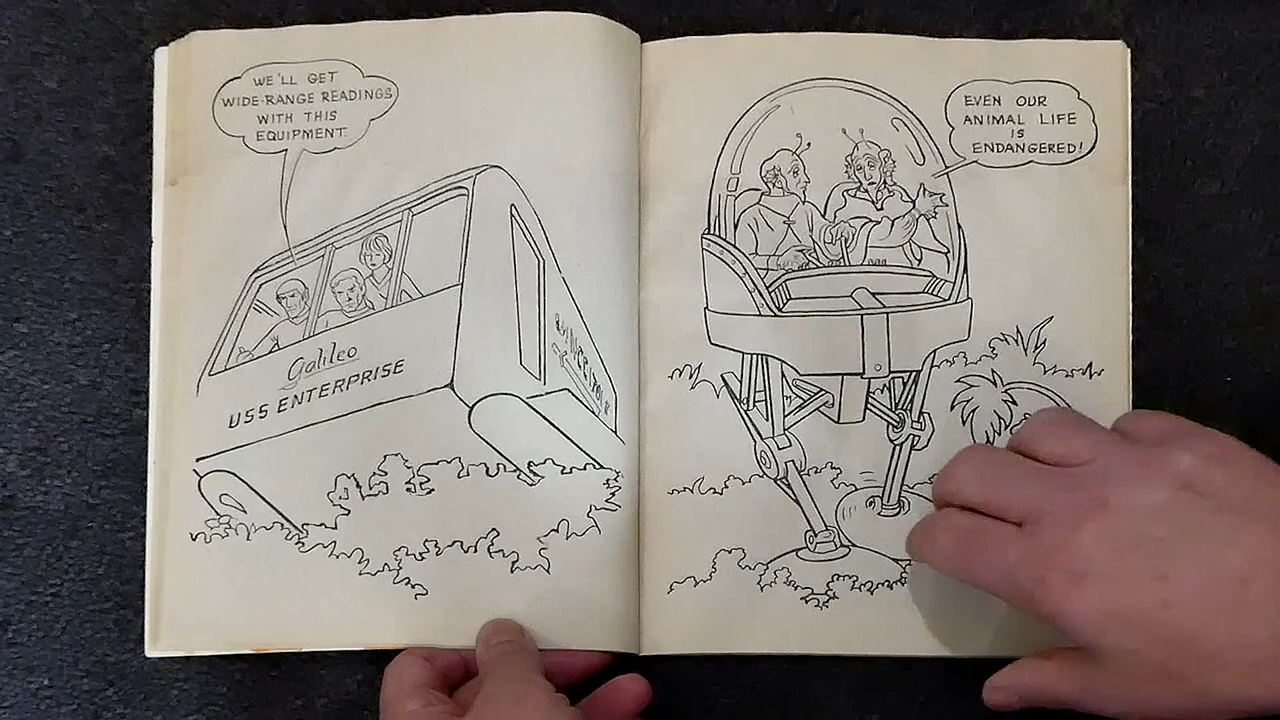 WE'LL GET
WIDE-RANGE READINGS
WITH THIS
EQUIPMENT.
Galileo
USS ENTERPRISE
EVEN OUR
ANIMAL LIFE
IS
ENDANGERED!